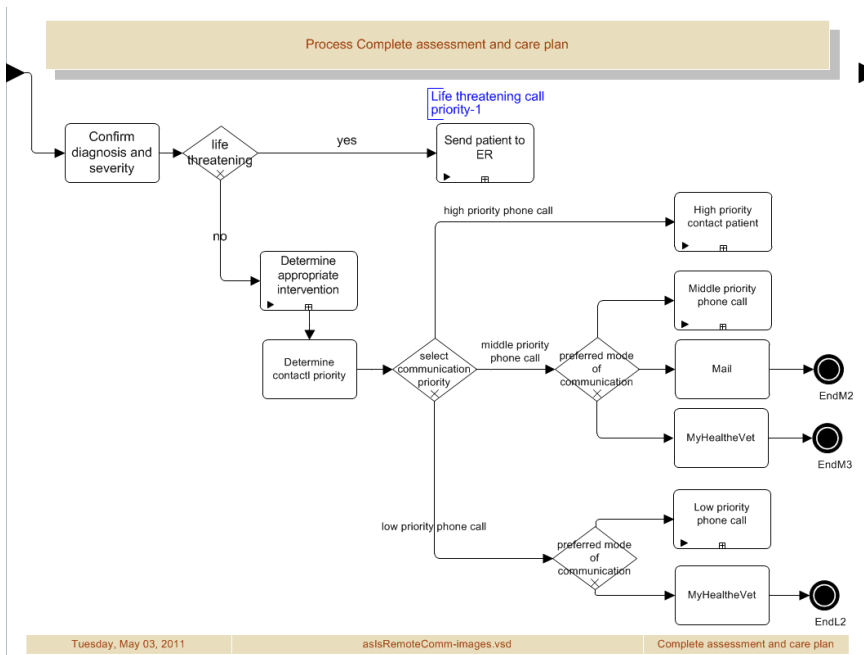 Process Complete assessment and care plan
Life threatening call
priority-1
Confirm
diagnosis and
severity
life
threatening
yes
Send patient to
ER
no
high priority phone call
High priority
contact patient
Determine
appropriate
intervention
Middle priority
phone call
Determine
contactl priority
select
communication
priority
middle priority
phone call
preferred mode
of
communication
Mail
EndM2
MyHealtheVet
EndM3
low priority phone call
Low priority
phone call
preferred mode
of
communication
MyHealtheVet
EndL2
Tuesday, May 03, 2011
asIsRemoteComm-images.vsd
Complete assessment and care plan